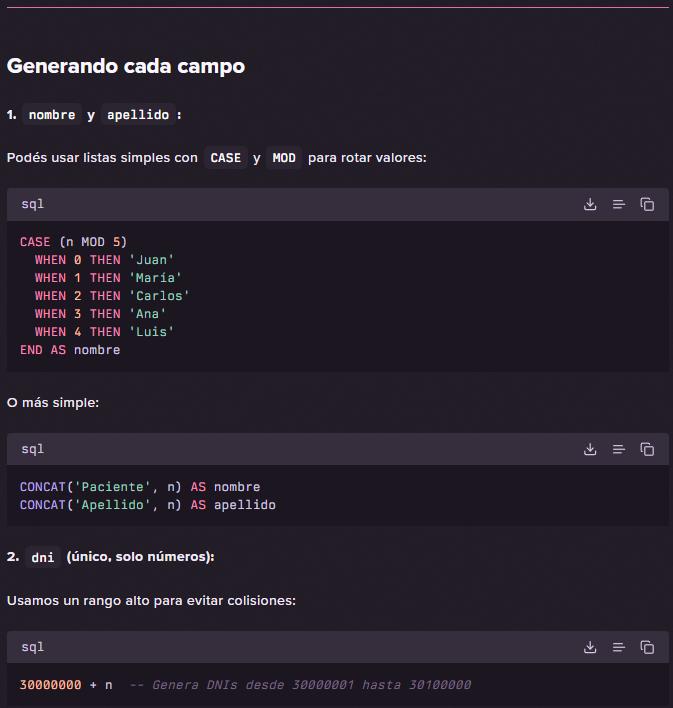 Generando cada campo
1. nombre y apellido:
Podés usar listas simples con CASE y MOD para rotar valores:
sql
CASE (n MOD 5)
  WHEN 0 THEN 'Juan'
  WHEN 1 THEN 'María'
  WHEN 2 THEN 'Carlos'
  WHEN 3 THEN 'Ana'
  WHEN 4 THEN 'Luis'
END AS nombre
O más simple:
sql
CONCAT('Paciente', n) AS nombre
CONCAT('Apellido', n) AS apellido
2. dni (único, solo números):
Usamos un rango alto para evitar colisiones:
sql
30000000 + n  -- Genera DNIs desde 30000001 hasta 30100000